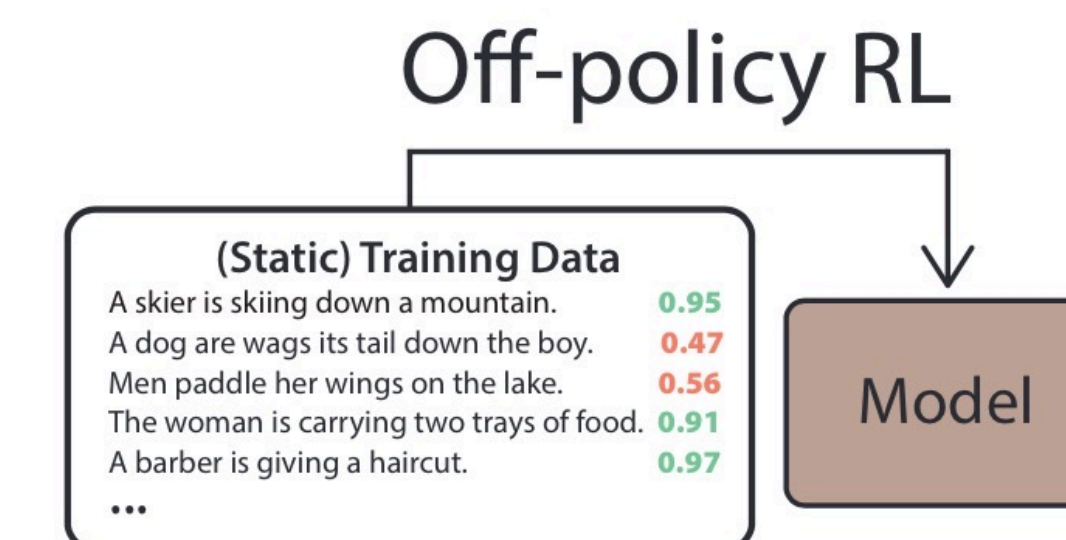 Off-policy RL
(Static) Training Data
A skier is skiing down a mountain. 0.95
A dog are wags its tail down the boy. 0.47
Men paddle her wings on the lake. 0.56
The woman is carrying two trays of food. 0.91
A barber is giving a haircut. 0.97
...
Model